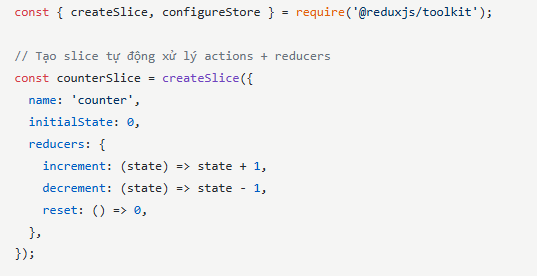 const { createSlice, configureStore } = require('@reduxjs/toolkit');

// Tạo slice tự động xử lý actions + reducers
const counterSlice = createSlice({
  name: 'counter',
  initialState: 0,
  reducers: {
    increment: (state) => state + 1,
    decrement: (state) => state - 1,
    reset: () => 0,
  },
});